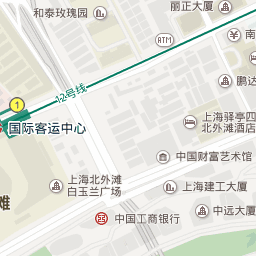 和泰玫瑰园
丽正大厦
ATM
南
鹏达
12号线
1
国际客运中心
上海驿亭四
北外滩酒店
中国财富艺术馆
上海北外滩
白玉兰广场
上海建工大厦
滩
中国工商银行
中远大厦